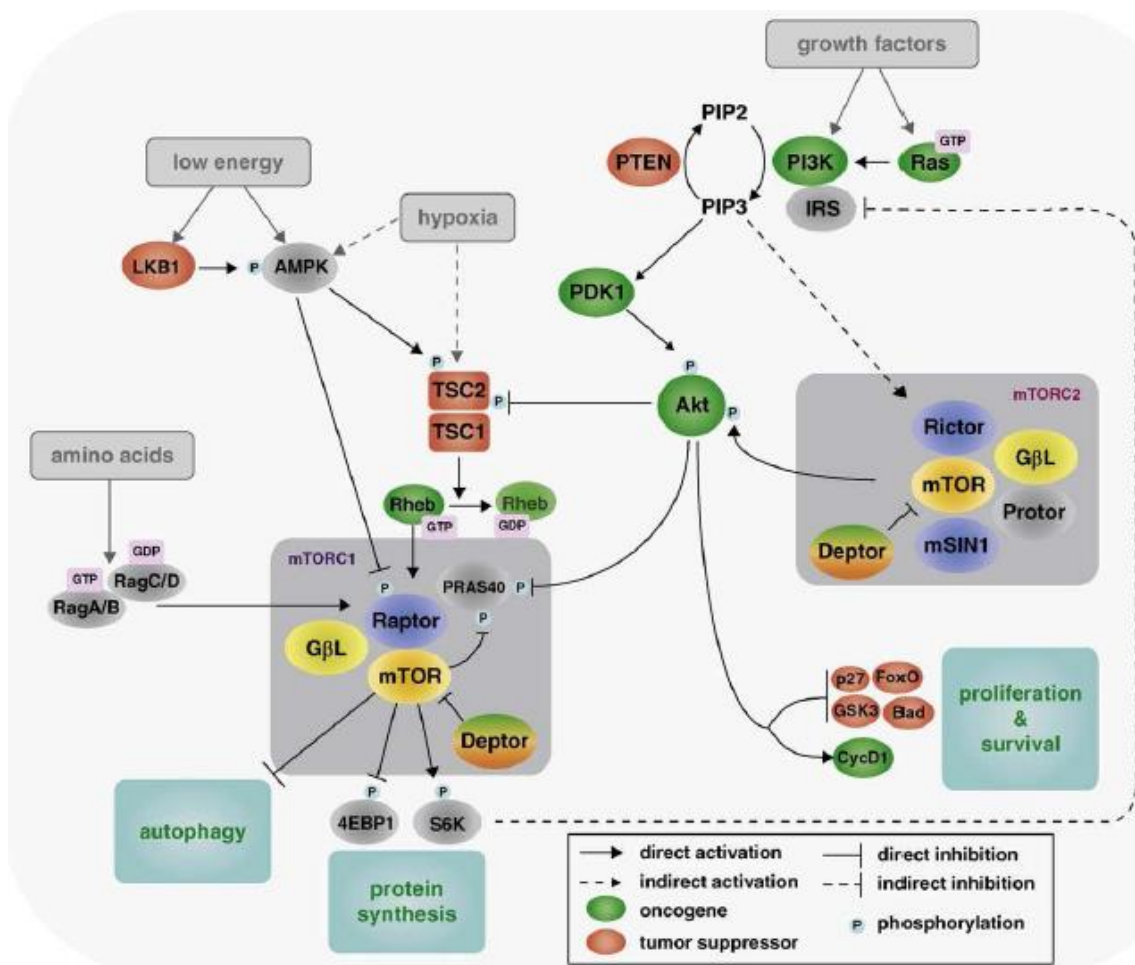 growth factors
PIP2
GTP
PTEN
PI3K
Ras
low energy
hypoxia
PIP3
IRS
LKB1
P
AMPK
PDK1
P
P
TSC2
P
Akt
P
mTORC2
Rictor
TSC1
GβL
amino acids
mTOR
Rheb
Rheb
Protor
GTP
GDP
Deptor
mSIN1
mTORC1
GDP
GTP
RagC/D
P
PRAS40
P
RagA/B
Raptor
P
GβL
mTOR
p27
FoxO
proliferation
&
survival
GSK3
Bad
Deptor
CycD1
P
P
autophagy
4EBP1
S6K
protein
synthesis
direct activation
direct inhibition
indirect activation
indirect inhibition
oncogene
P
phosphorylation
tumor suppressor